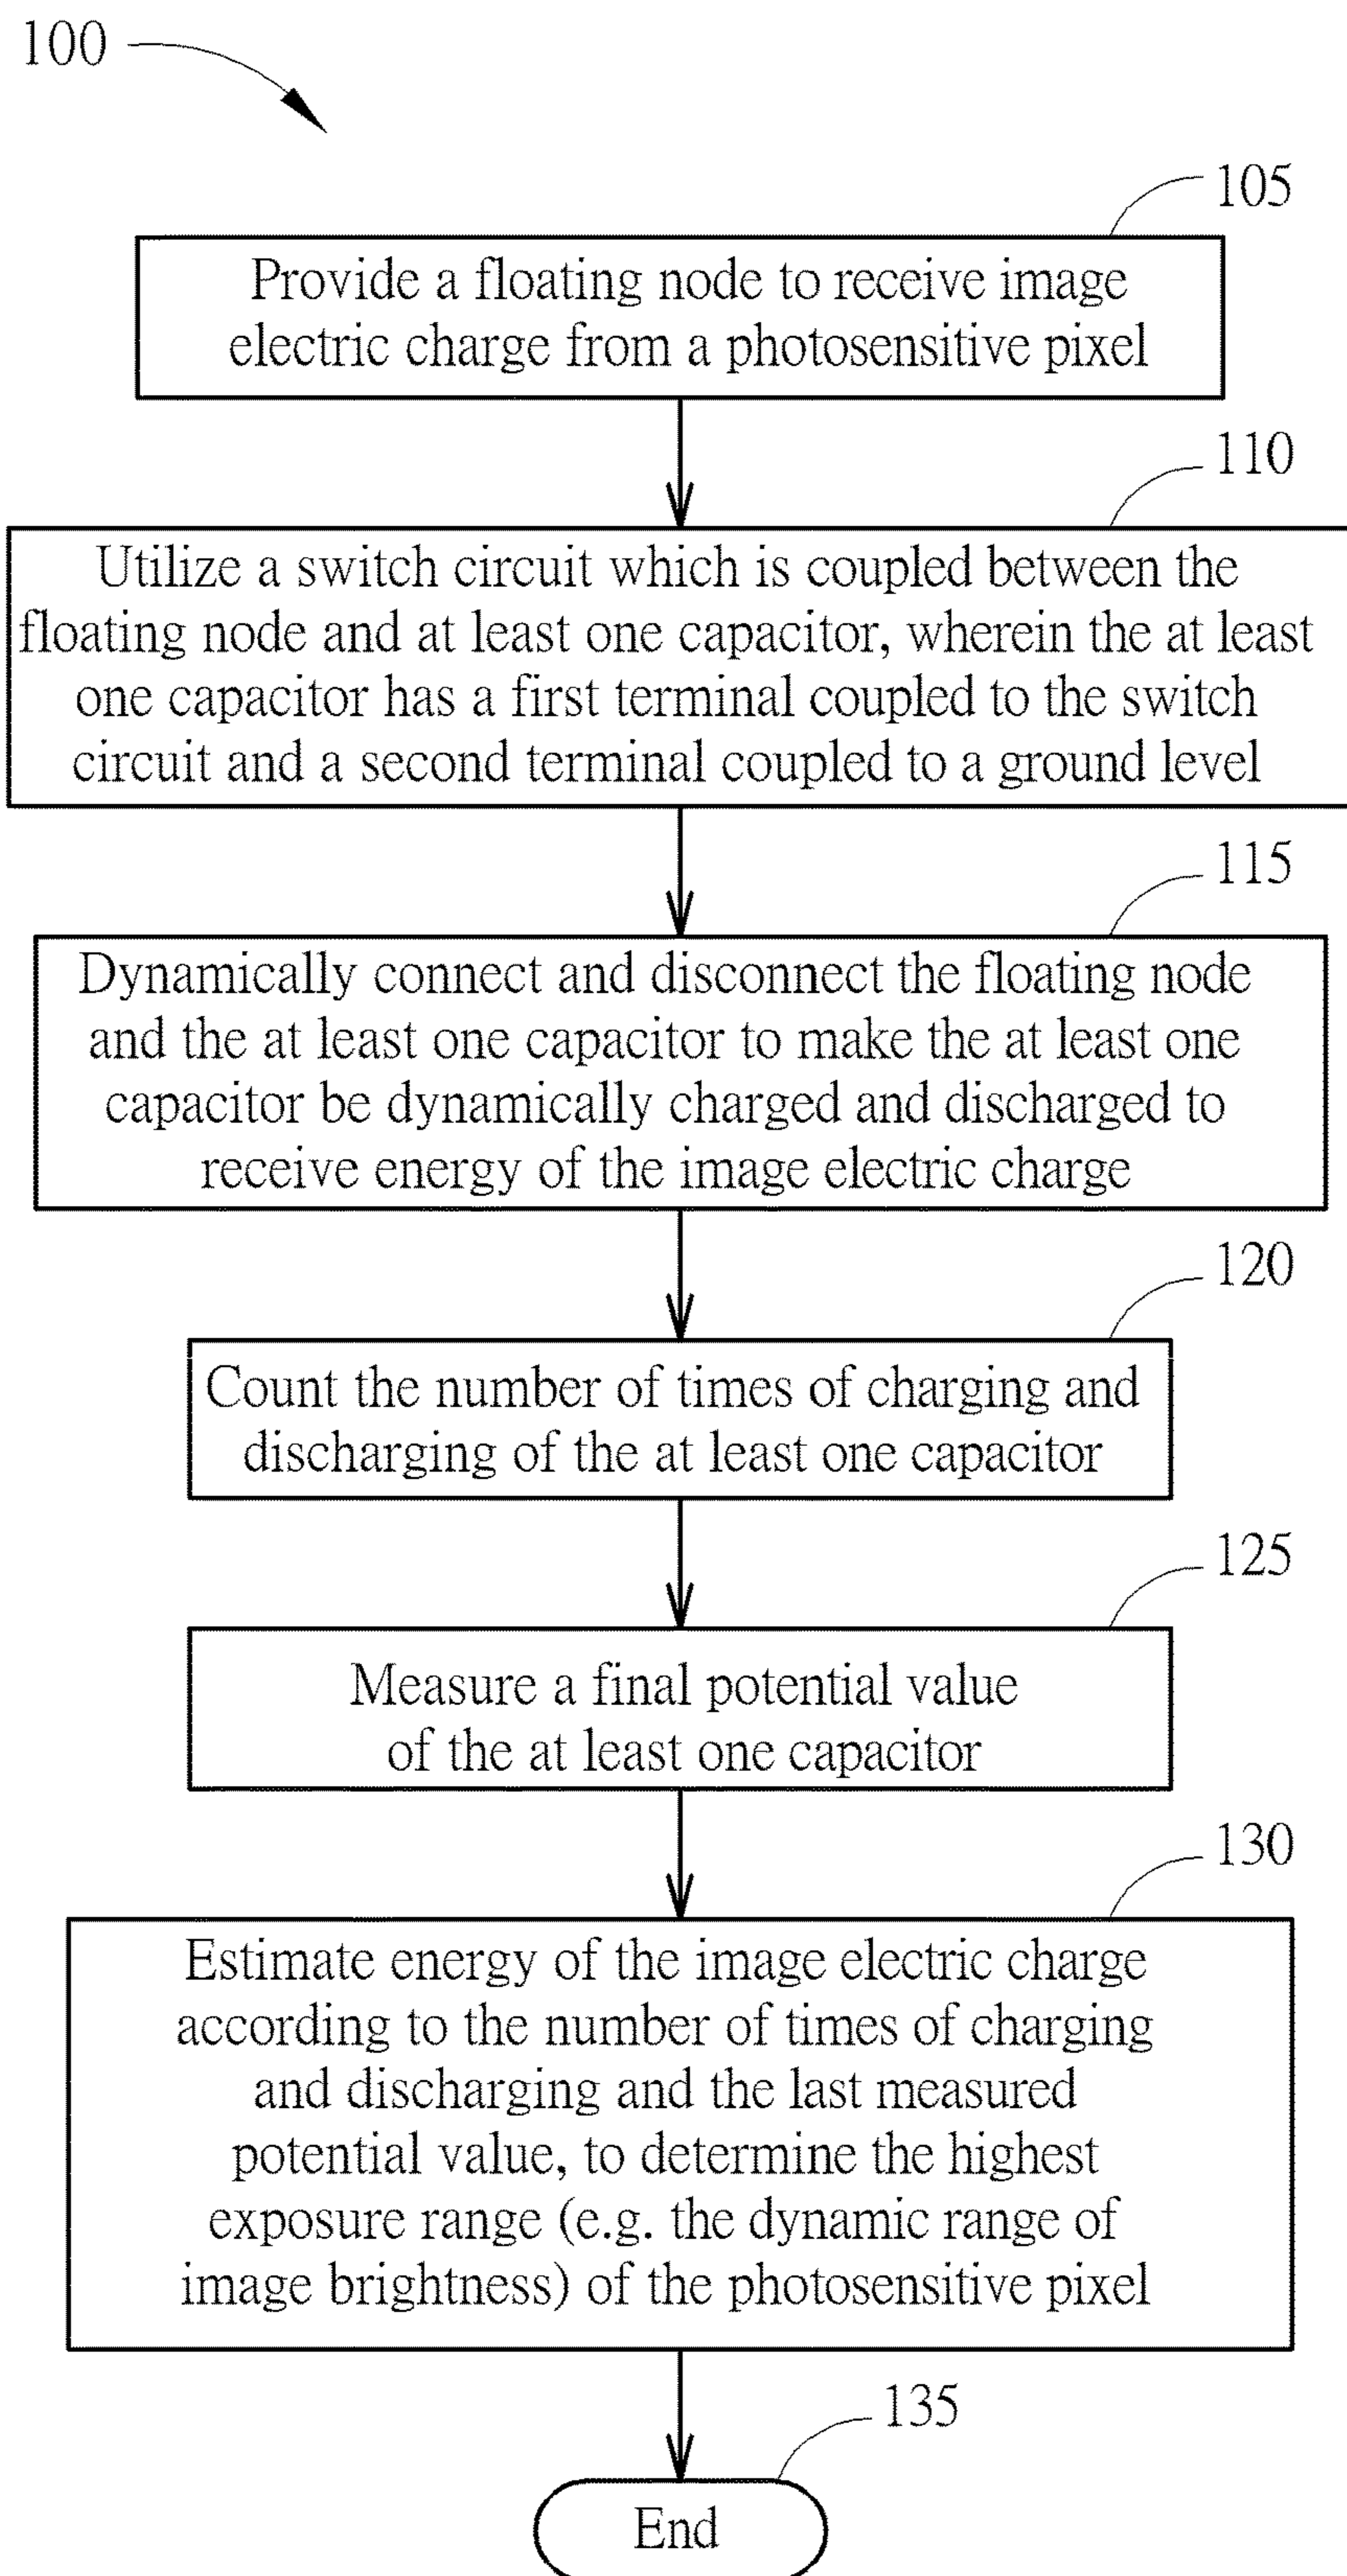 100
105
Provide a floating node to receive image
electric charge from a photosensitive pixel
110
Utilize a switch circuit which is coupled between the
floating node and at least one capacitor, wherein the at least
one capacitor has a first terminal coupled to the switch
circuit and a second terminal coupled to a ground level
115
Dynamically connect and disconnect the floating node
and the at least one capacitor to make the at least one
capacitor be dynamically charged and discharged to
receive energy of the image electric charge
120
Count the number of times of charging and
discharging of the at least one capacitor
125
Measure a final potential value
of the at least one capacitor
130
Estimate energy of the image electric charge
according to the number of times of charging
and discharging and the last measured
potential value, to determine the highest
exposure range (e.g. the dynamic range of
image brightness) of the photosensitive pixel
135
End